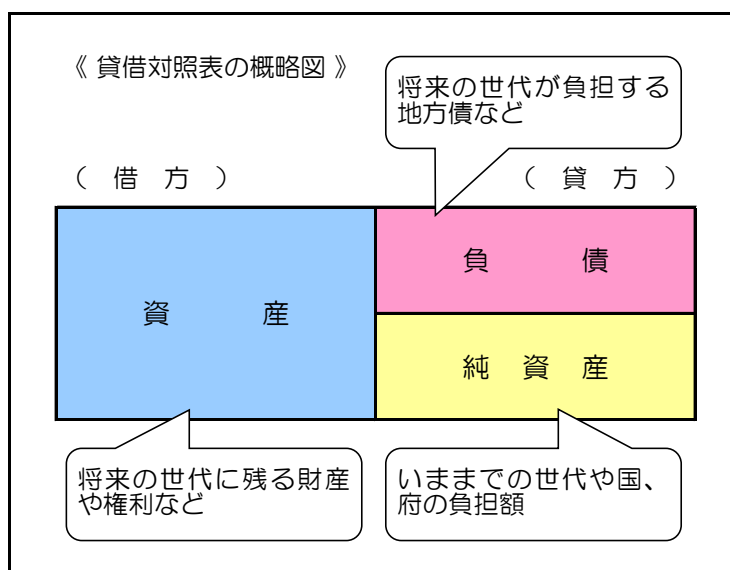 《 貸借対照表の概略図 》
将来の世代が負担する
地方債など
（ 借 方 ）
（ 貸 方 ）
資 産
負 債
純 資 産
将来の世代に残る財産
や権利など
いままでの世代や国、
府の負担額